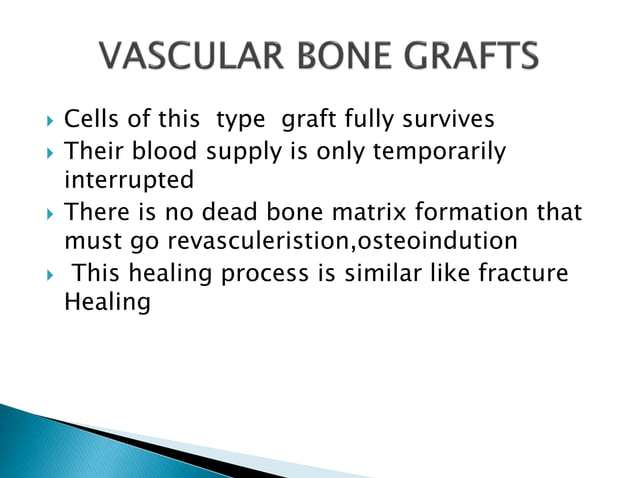 VASCULAR BONE GRAFTS
Cells of this type graft fully survives
Their blood supply is only temporarily
interrupted
There is no dead bone matrix formation that
must go revasculeristion,osteoindution
This healing process is similar like fracture
Healing